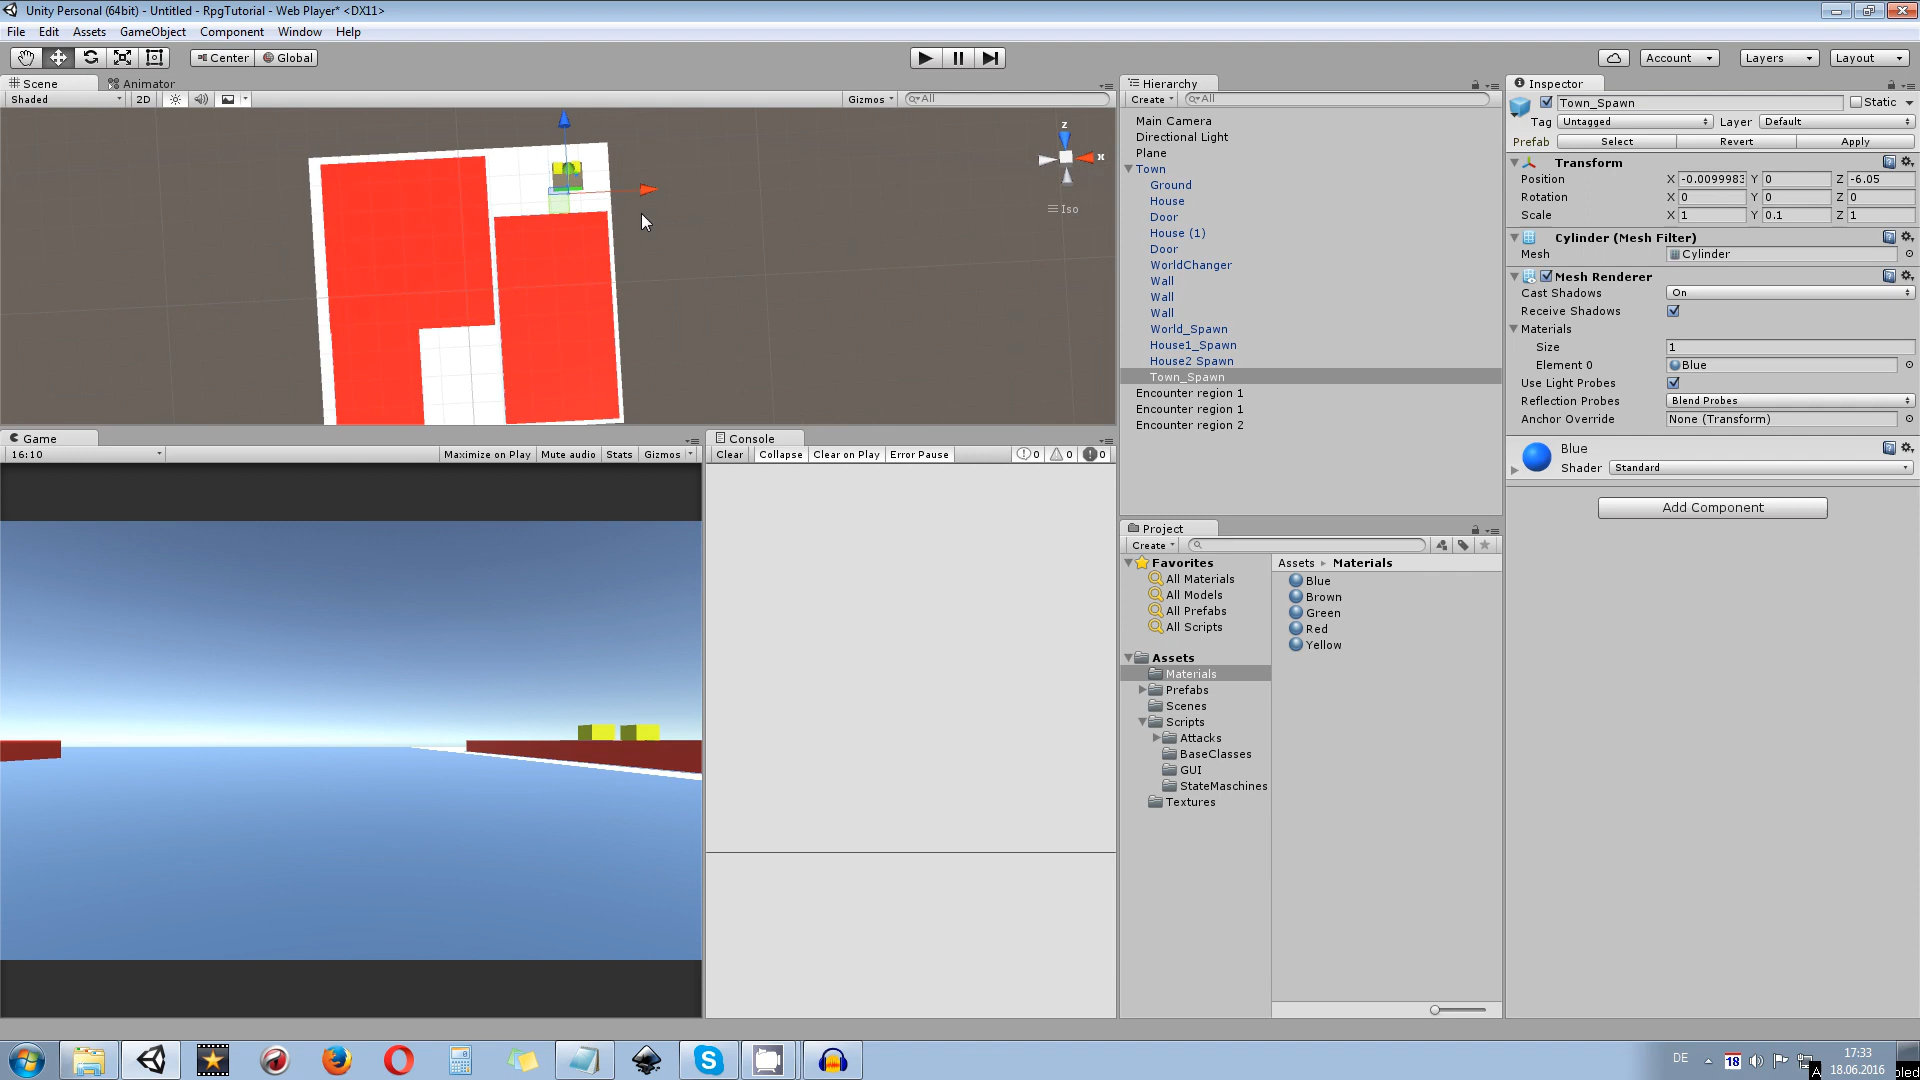 Unity Personal (64bit) - Untitled - RpgTutorial - Web Player* <DX11>
File Edit Assets GameObject Component Window Help
Center Global Account Layers Layout
Scene Animator
Shaded 2D Gizmos All
z
x
Iso
Game
16:10 Maximize on Play Mute audio Stats Gizmos
Console
Clear Collapse Clear on Play Error Pause 0 0 0
Hierarchy
Create All
Main Camera
Directional Light
Plane
Town
Ground
House
Door
House (1)
Door
WorldChanger
Wall
Wall
Wall
World_Spawn
House1_Spawn
House2 Spawn
Town_Spawn
Encounter region 1
Encounter region 1
Encounter region 2
Project
Create
Favorites
All Materials
All Models
All Prefabs
All Scripts
Assets
Materials
Prefabs
Scenes
Scripts
Attacks
BaseClasses
GUI
StateMaschines
Textures
Assets Materials
Blue
Brown
Green
Red
Yellow
Inspector
Town_Spawn Static
Tag Untagged Layer Default
Prefab Select Revert Apply
Transform
Position X -0.0099983 Y 0 Z -6.05
Rotation X 0 Y 0 Z 0
Scale X 1 Y 0.1 Z 1
Cylinder (Mesh Filter)
Mesh Cylinder
Mesh Renderer
Cast Shadows On
Receive Shadows
Materials
Size 1
Element 0 Blue
Use Light Probes
Reflection Probes Blend Probes
Anchor Override None (Transform)
Blue
Shader Standard
Add Component
DE 18 17:33
18.06.2016